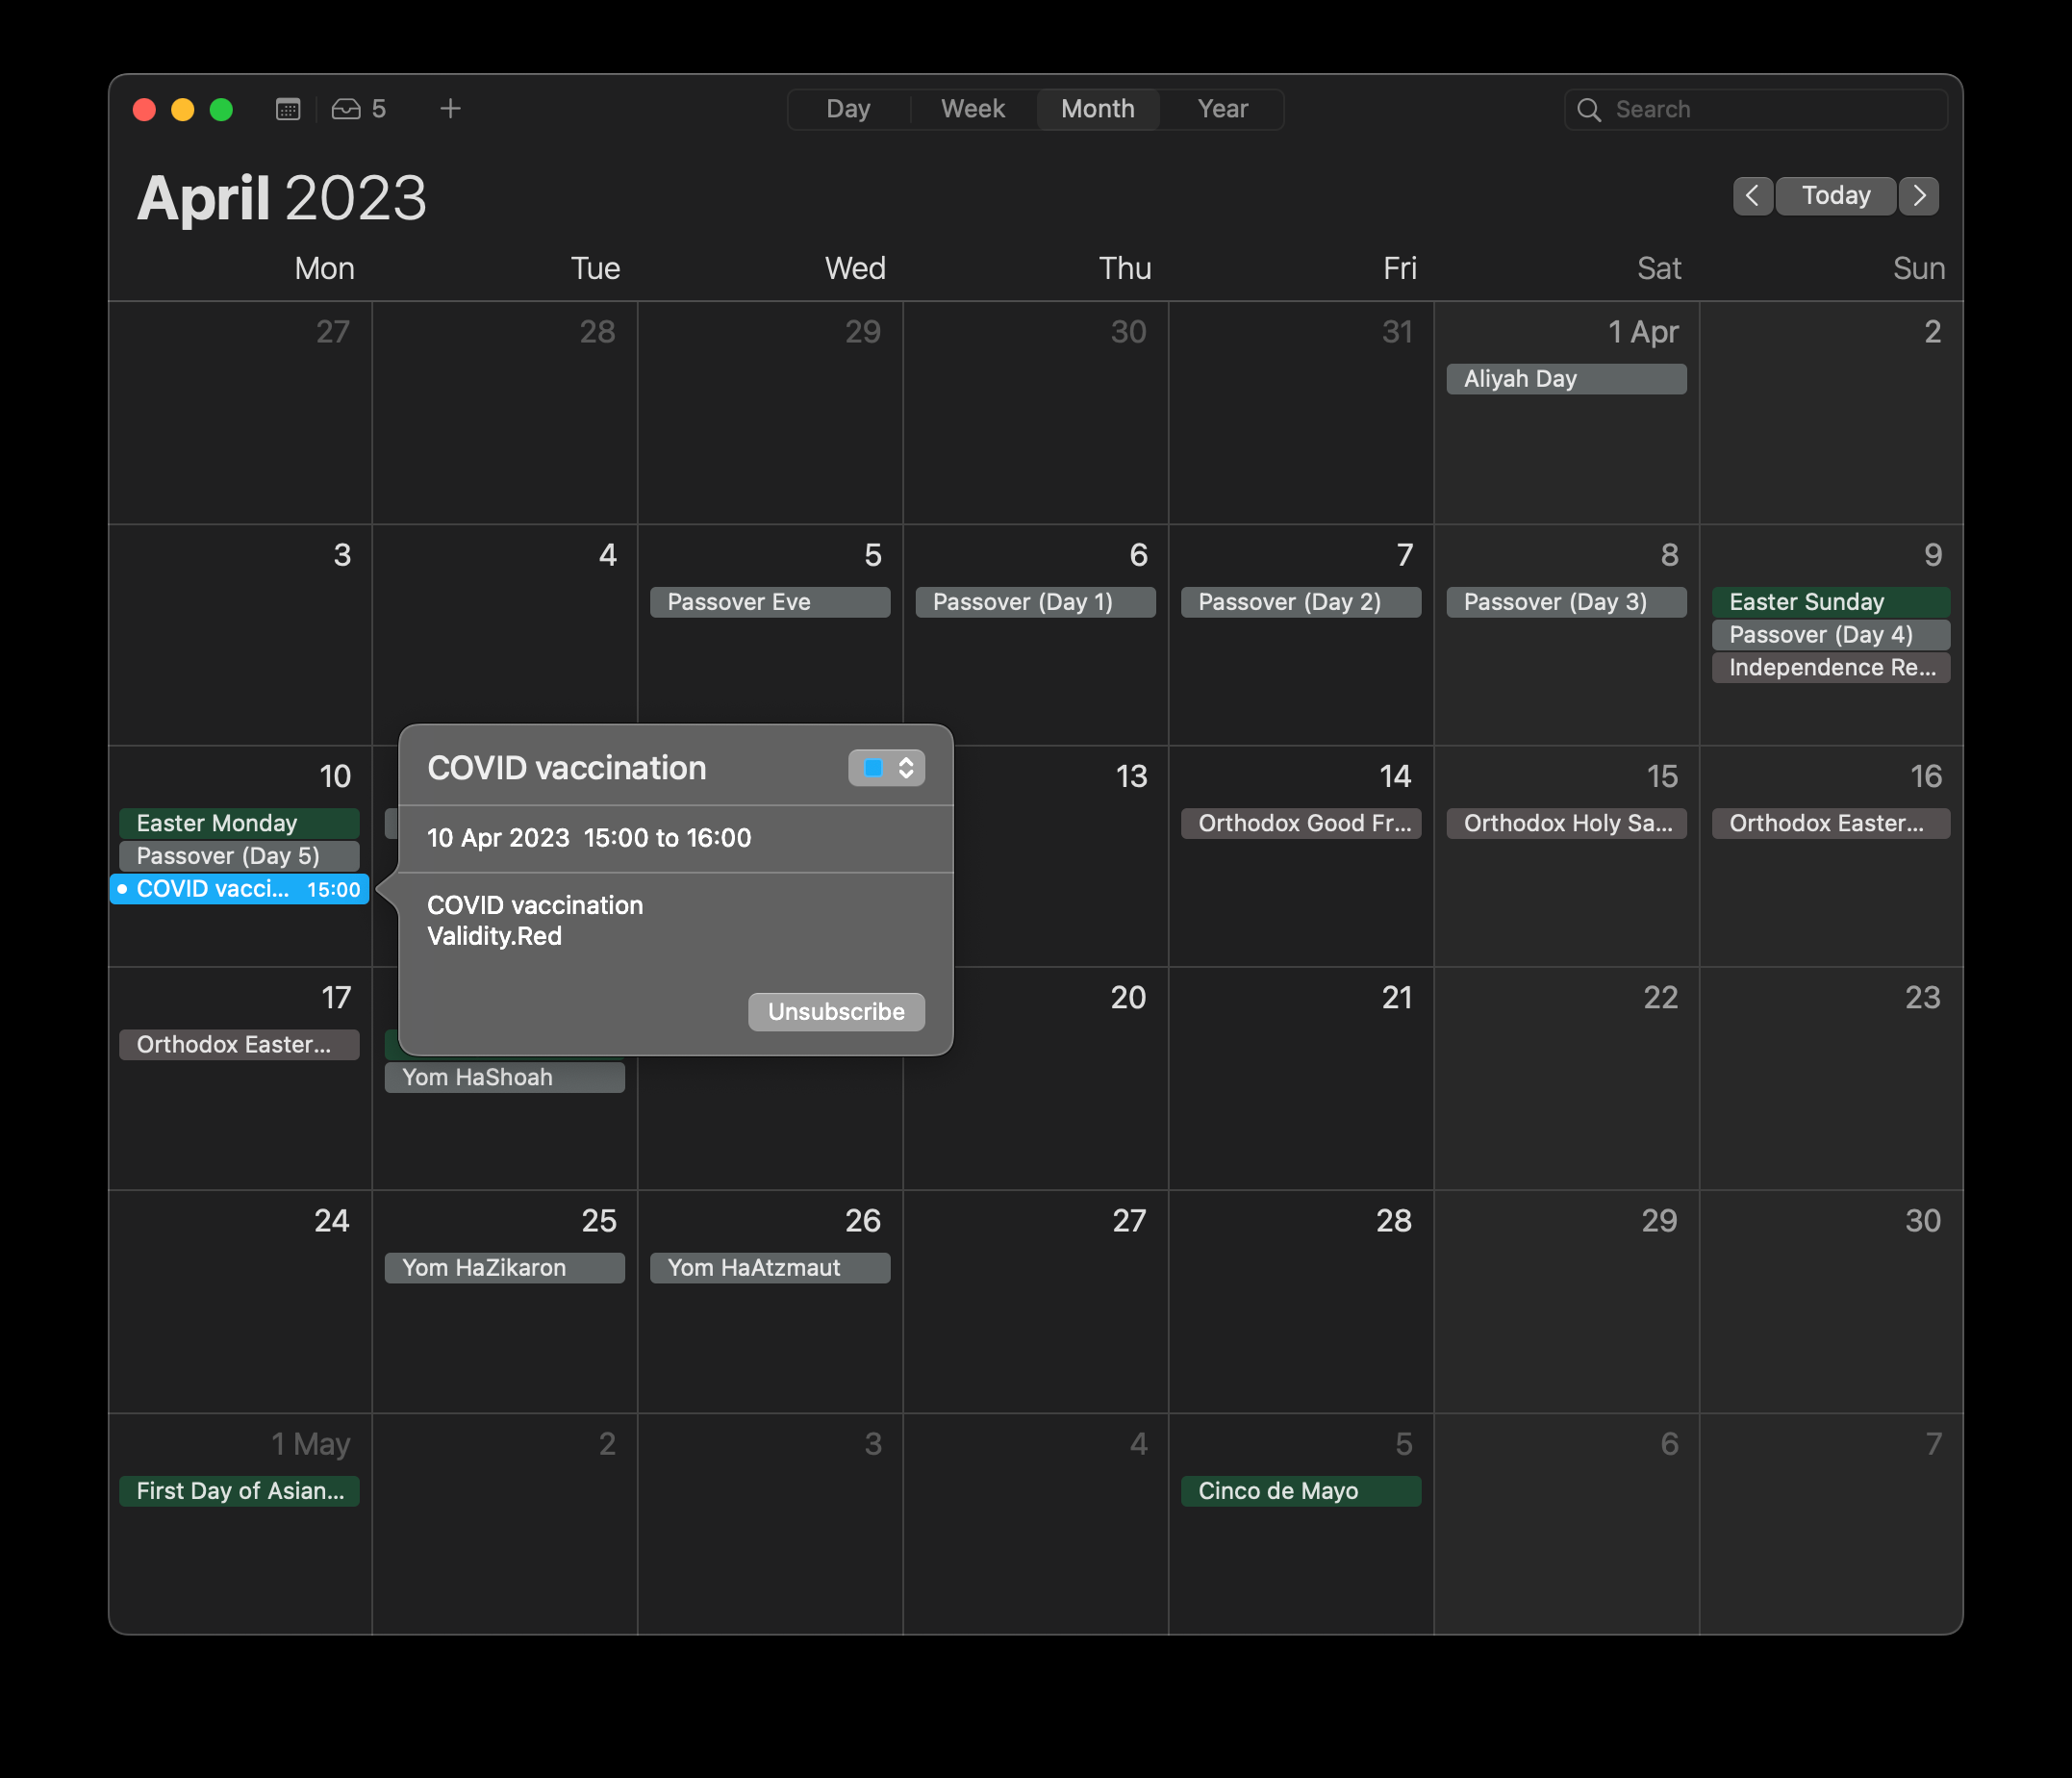 5
Day Week Month Year
Search
April 2023
Today
Mon Tue Wed Thu Fri Sat Sun
27 28 29 30 31 1 Apr 2
Aliyah Day
3 4 5 6 7 8 9
Passover Eve Passover (Day 1) Passover (Day 2) Passover (Day 3) Easter Sunday
Passover (Day 4)
Independence Re...
10 13 14 15 16
Easter Monday Orthodox Good Fr... Orthodox Holy Sa... Orthodox Easter...
Passover (Day 5)
COVID vacci... 15:00
COVID vaccination
10 Apr 2023 15:00 to 16:00
COVID vaccination
Validity.Red
Unsubscribe
17 20 21 22 23
Orthodox Easter...
Yom HaShoah
24 25 26 27 28 29 30
Yom HaZikaron Yom HaAtzmaut
1 May 2 3 4 5 6 7
First Day of Asian... Cinco de Mayo